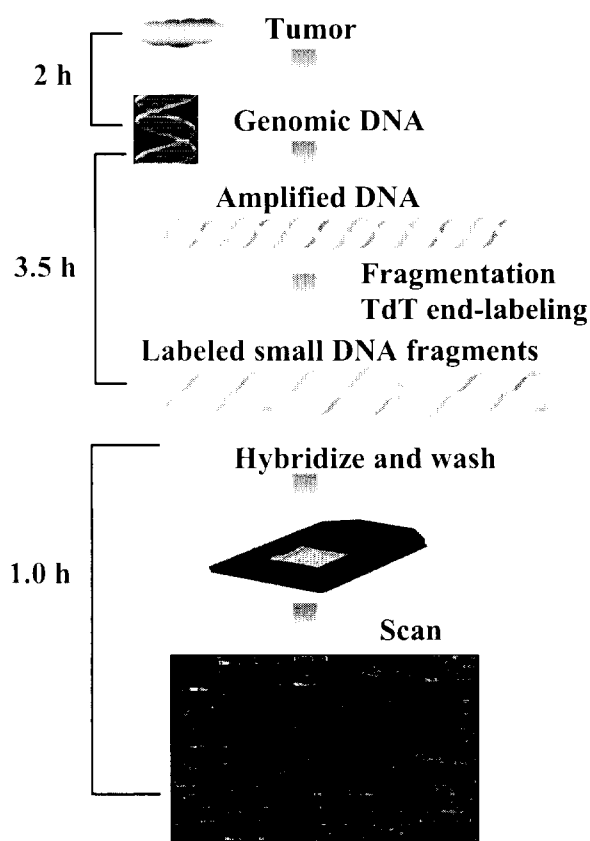 Tumor
2 h
Genomic DNA
Amplified DNA
3.5 h
Fragmentation
TdT end-labeling
Labeled small DNA fragments
Hybridize and wash
1.0 h
Scan